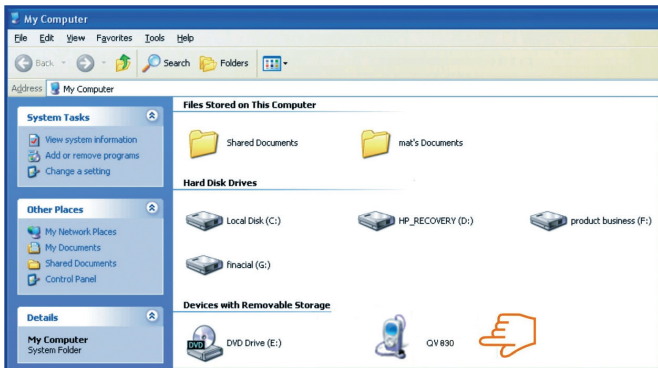 My Computer
File Edit View Favorites Tools Help
Back Search Folders
Address My Computer
System Tasks
View system information
Add or remove programs
Change a setting
Other Places
My Network Places
My Documents
Shared Documents
Control Panel
Details
My Computer
System Folder
Files Stored on This Computer
Shared Documents mat's Documents
Hard Disk Drives
Local Disk (C:) HP_RECOVERY (D:) product business (F:)
finacial (G:)
Devices with Removable Storage
DVD DVD Drive (E:) QV 830